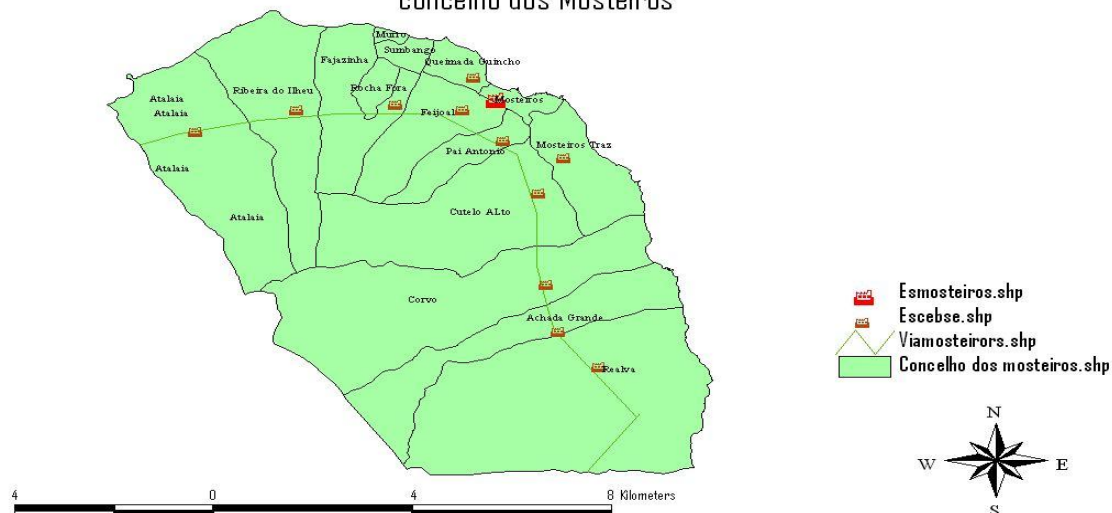 concelho dos Mosteiros
Murro
Sumbango
Fajazinha
Queimada Guincho
Ribeira do Ilheu
Rocha Fora
Atalaia
Mosteiros
Atalaia
Feijoal
Mosteiros Traz
Pai Antonio
Atalaia
Cutelo ALto
Atalaia
Corvo
Achada Grande
Realva
Esmosteiros.shp
Escebse.shp
Viamosteirors.shp
Concelho dos mosteiros.shp
N
W E
S
4 0 4 8 Kilometers